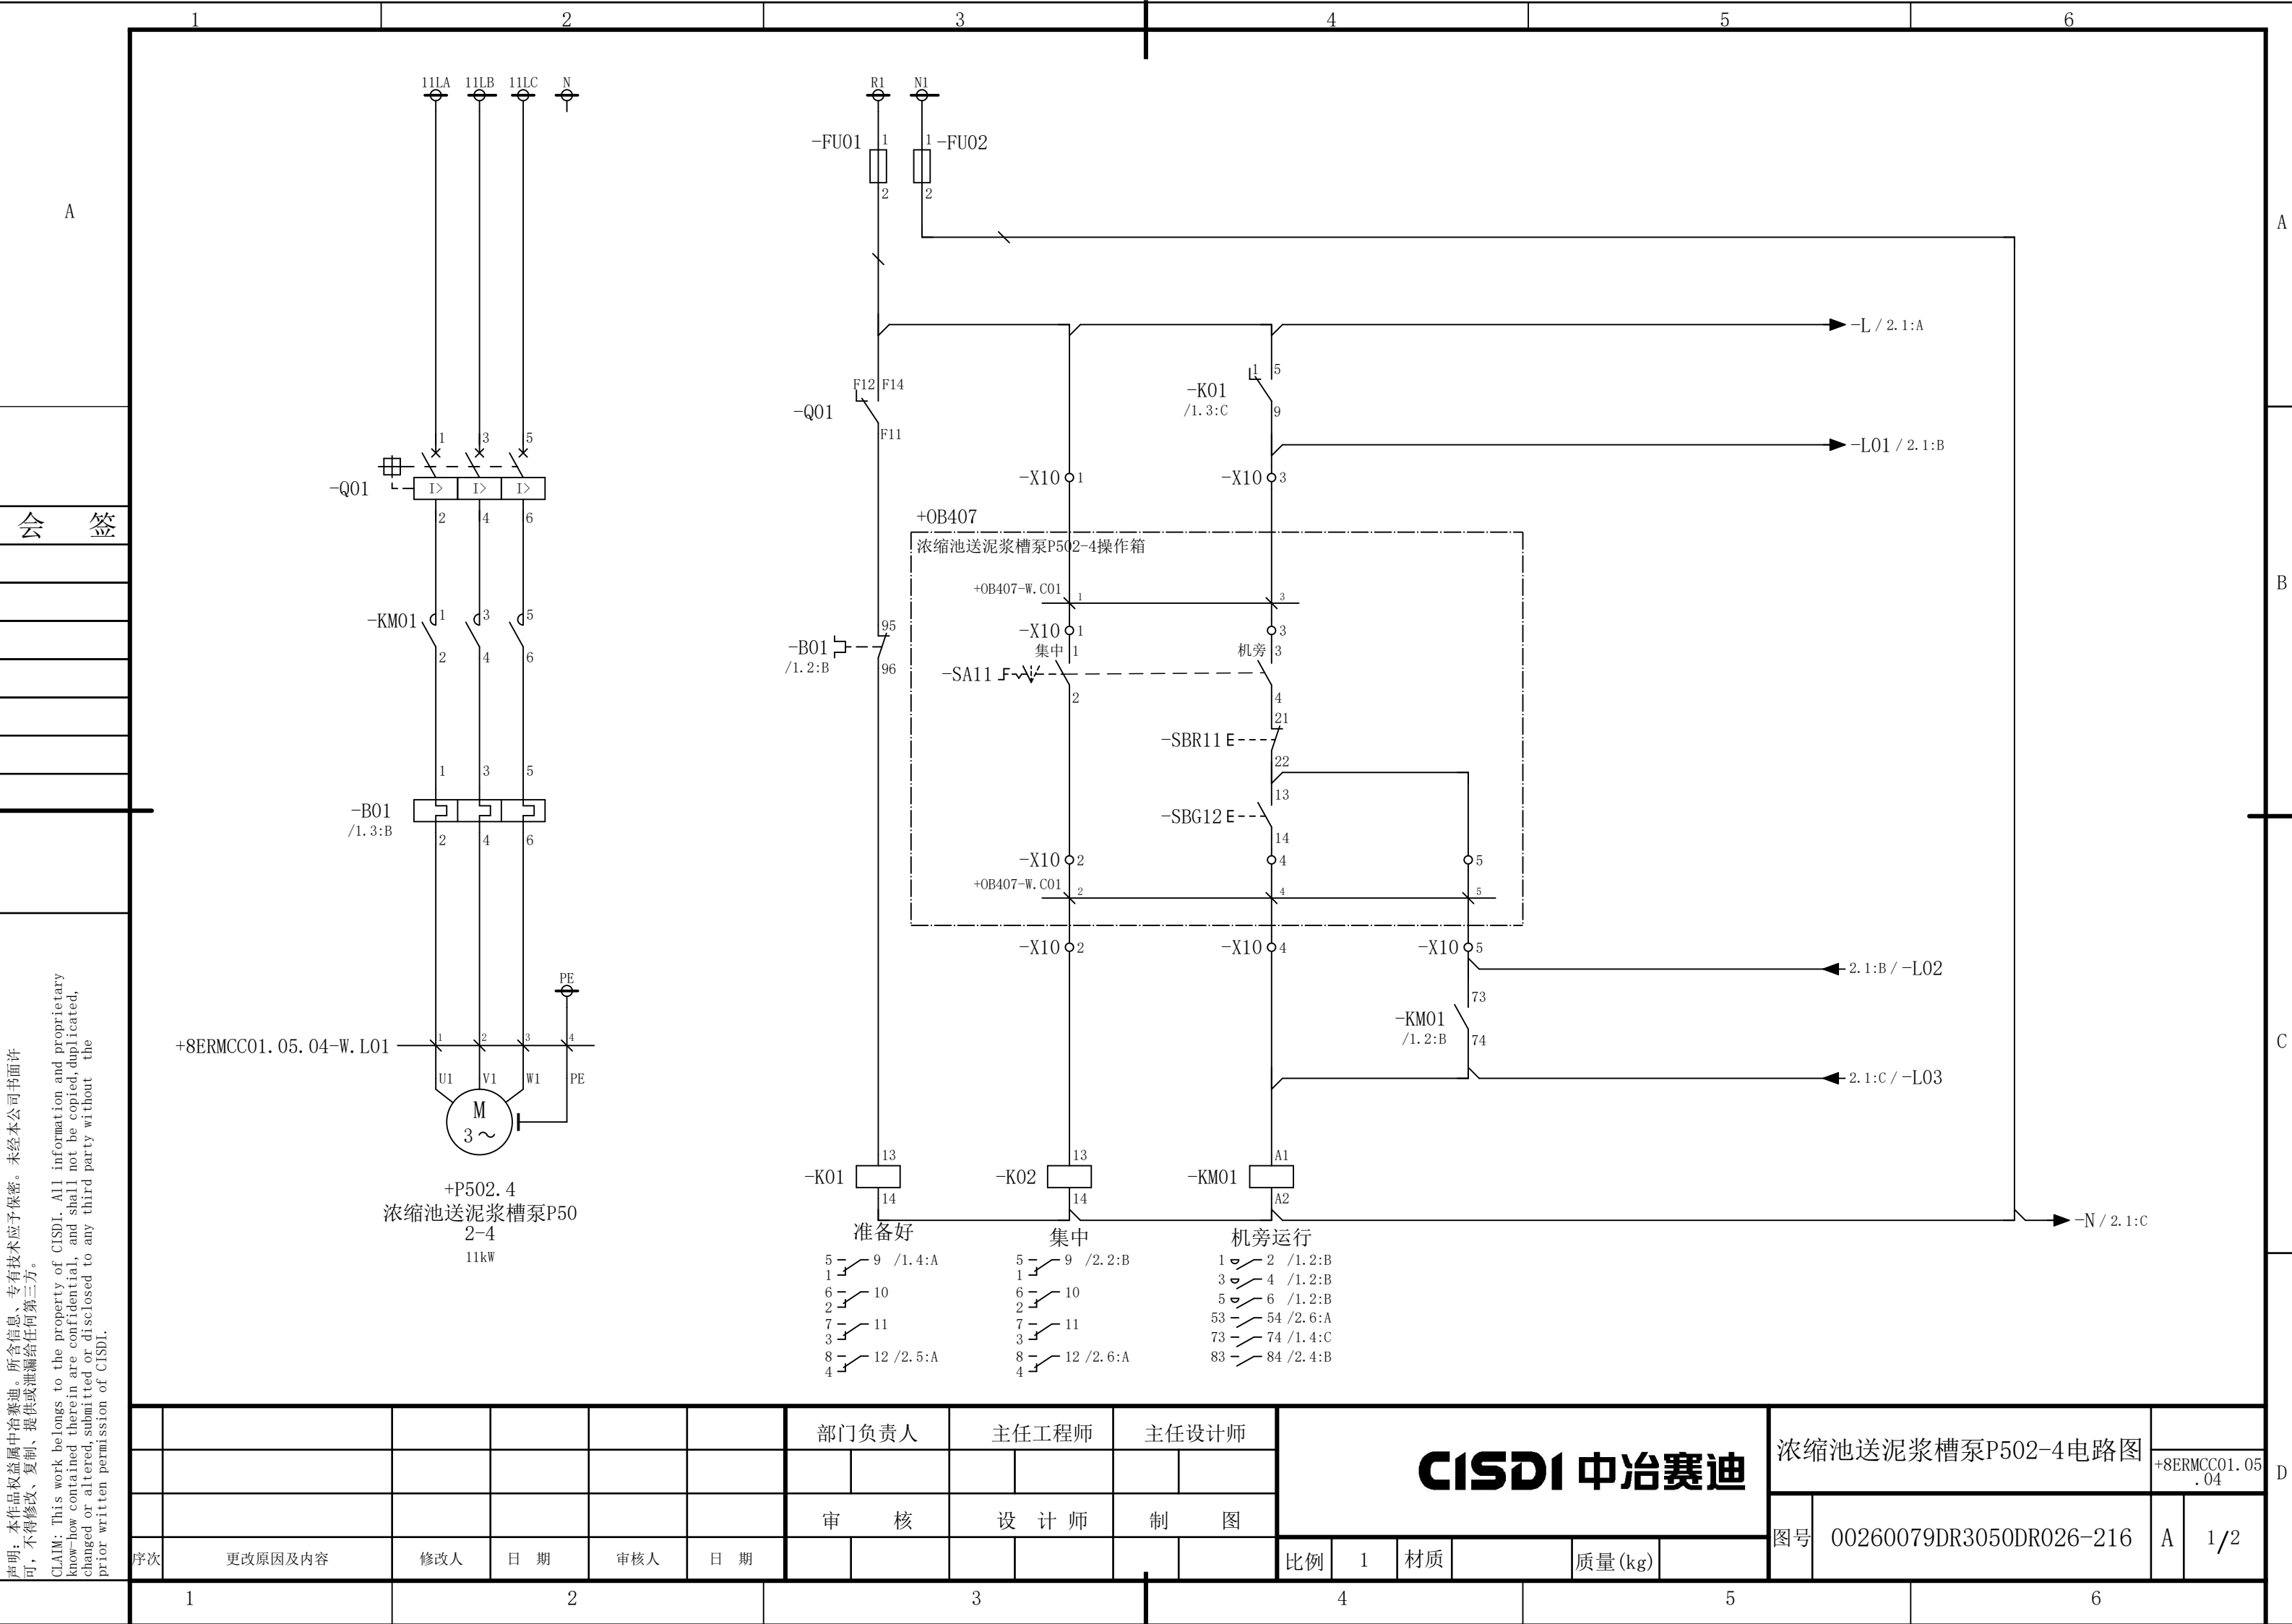 1 2 3 4 5 6
11LA 11LB 11LC N
R1 N1
-FU01 1 1 -FU02
2 2
A A
-L / 2.1:A
F12 F14
-Q01
F11
1 5
-K01
/1.3:C
9
-L01 / 2.1:B
1 3 5
-Q01 I> I> I>
2 4 6
-X10 1 -X10 3
会 签
+OB407
浓缩池送泥浆槽泵P502-4操作箱
B
+OB407-W.C01 1 3
-KM01 1 3 5
2 4 6
95
-B01
/1.2:B
96
-X10 1 3
集中 1 机旁 3
-SA11
2 4
21
-SBR11
22
13
-SBG12
14
1 3 5
-B01
/1.3:B
2 4 6
-X10 2 4 5
+OB407-W.C01 2 4 5
-X10 2 -X10 4 -X10 5
2.1:B / -L02
PE
73
-KM01
/1.2:B
74
C
+8ERMCC01.05.04-W.L01 1 2 3 4
U1 V1 W1 PE
2.1:C / -L03
M
3～
13 13 A1
-K01 -K02 -KM01
14 14 A2
+P502.4
浓缩池送泥浆槽泵P50
2-4
11kW
-N / 2.1:C
准备好 集中 机旁运行
5 9 /1.4:A
1
6 10
2
7 11
3
8 12 /2.5:A
4
5 9 /2.2:B
1
6 10
2
7 11
3
8 12 /2.6:A
4
1 2 /1.2:B
3 4 /1.2:B
5 6 /1.2:B
53 54 /2.6:A
73 74 /1.4:C
83 84 /2.4:B
声明: 本作品权益属中冶赛迪。所含信息、专有技术应予保密。未经本公司书面许
可, 不得修改、复制、提供或泄漏给任何第三方。
CLAIM: This work belongs to the property of CISDI. All information and proprietary
know-how contained therein are confidential, and shall not be copied,duplicated,
changed or altered,submitted or disclosed to any third party without the
prior written permission of CISDI.
部门负责人 主任工程师 主任设计师
审 核 设 计 师 制 图
序次 更改原因及内容 修改人 日 期 审核人 日 期
CISDI 中冶赛迪
比例 1 材质 质量(kg)
浓缩池送泥浆槽泵P502-4电路图
+8ERMCC01.05
.04
D
图号 00260079DR3050DR026-216 A 1/2
1 2 3 4 5 6